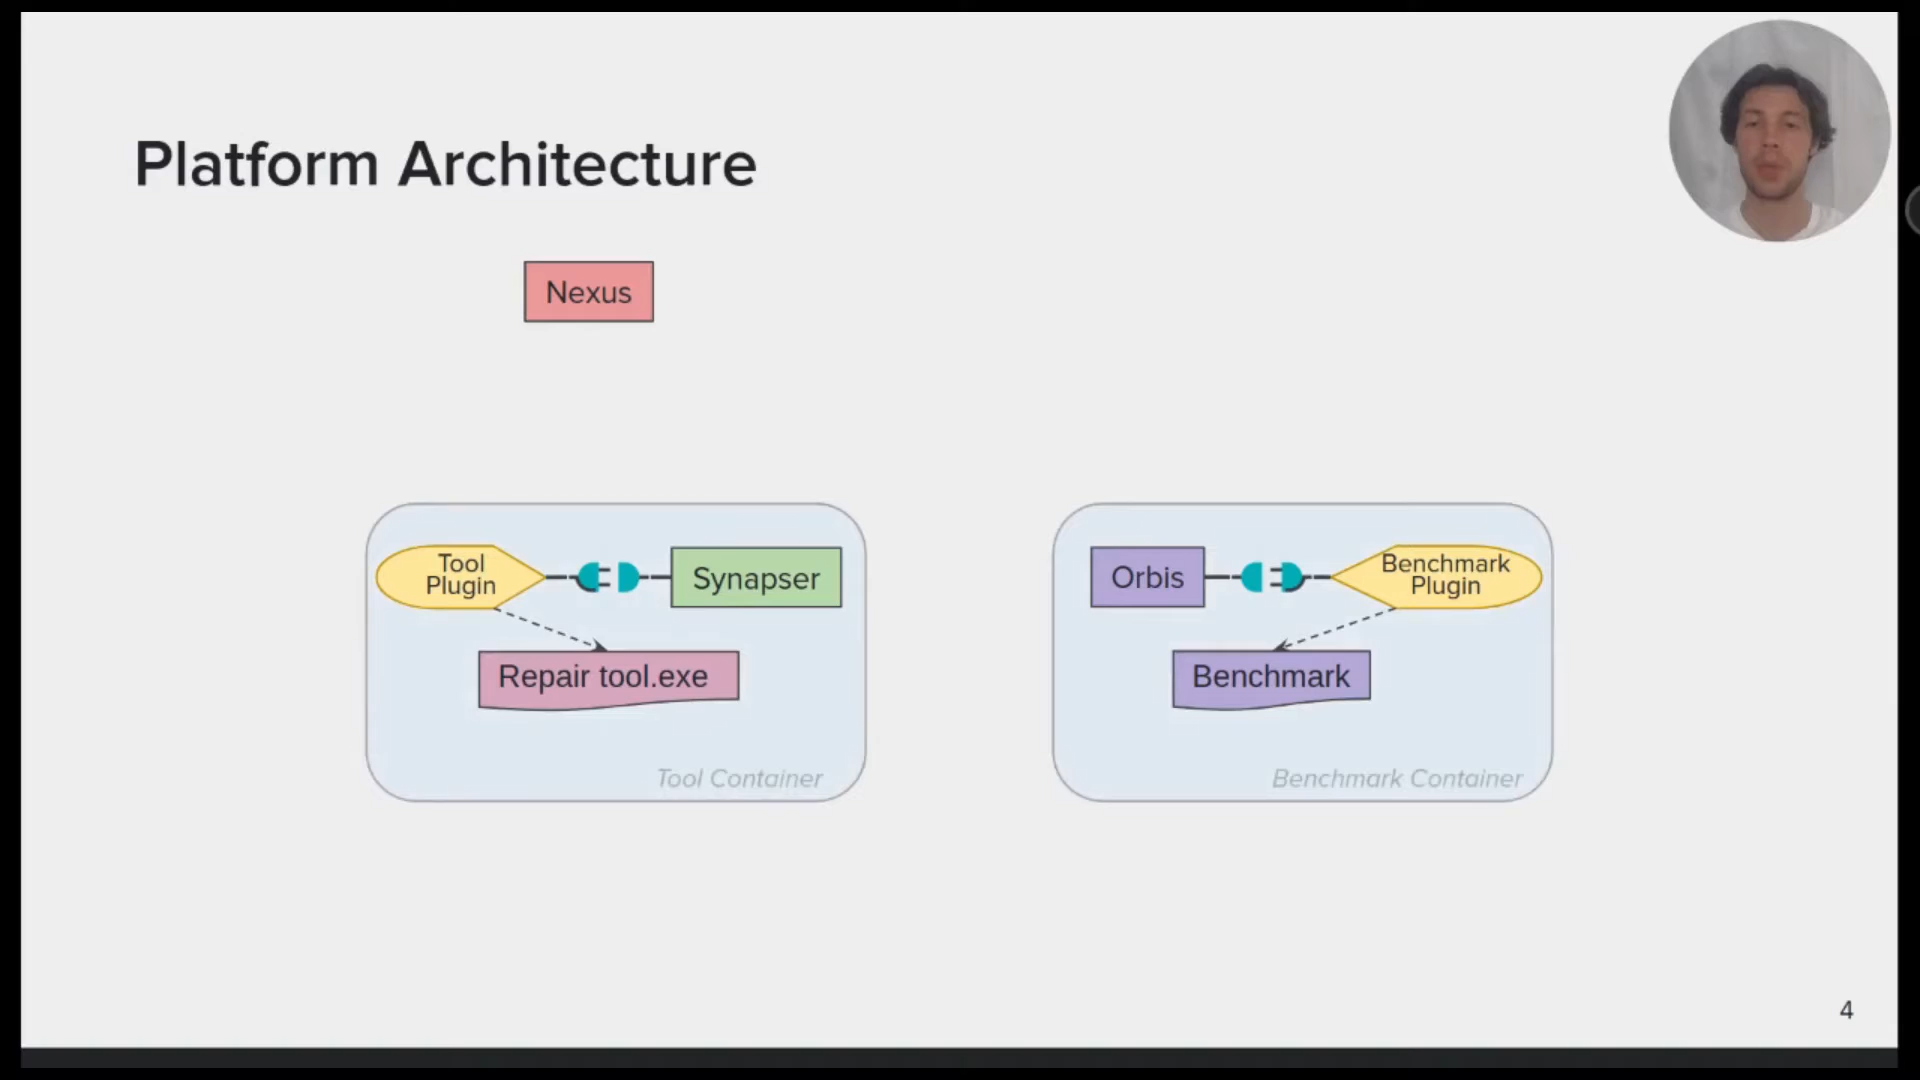 Platform Architecture
Nexus
Tool
Plugin
Synapser
Repair tool.exe
Tool Container
Orbis
Benchmark
Plugin
Benchmark
Benchmark Container
4